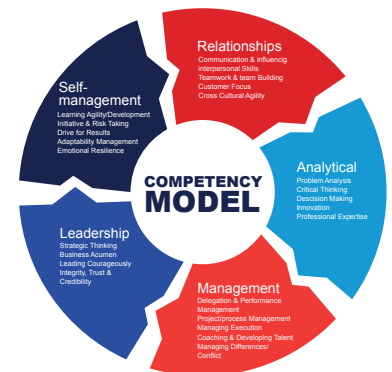 Relationships
Communication & influencig
interpersonal Skills
Teamwork & team Building
Customer Focus
Cross Cultural Agility
Analytical
Problem Analysis
Critical Thinking
Descision Making
Innovation
Professional Expertise
Management
Delegation & Performance
Management
Project/process Management
Managing Execution
Coaching & Developing Talent
Managing Differences/
Conflict
Leadership
Strategic Thinking
Business Acumen
Leading Courageously
Integrity, Trust &
Credibility
Self-
management
Learning Agility/Development
Initiative & Risk Taking
Drive for Results
Adaptability Management
Emotional Resilience
COMPETENCY
MODEL